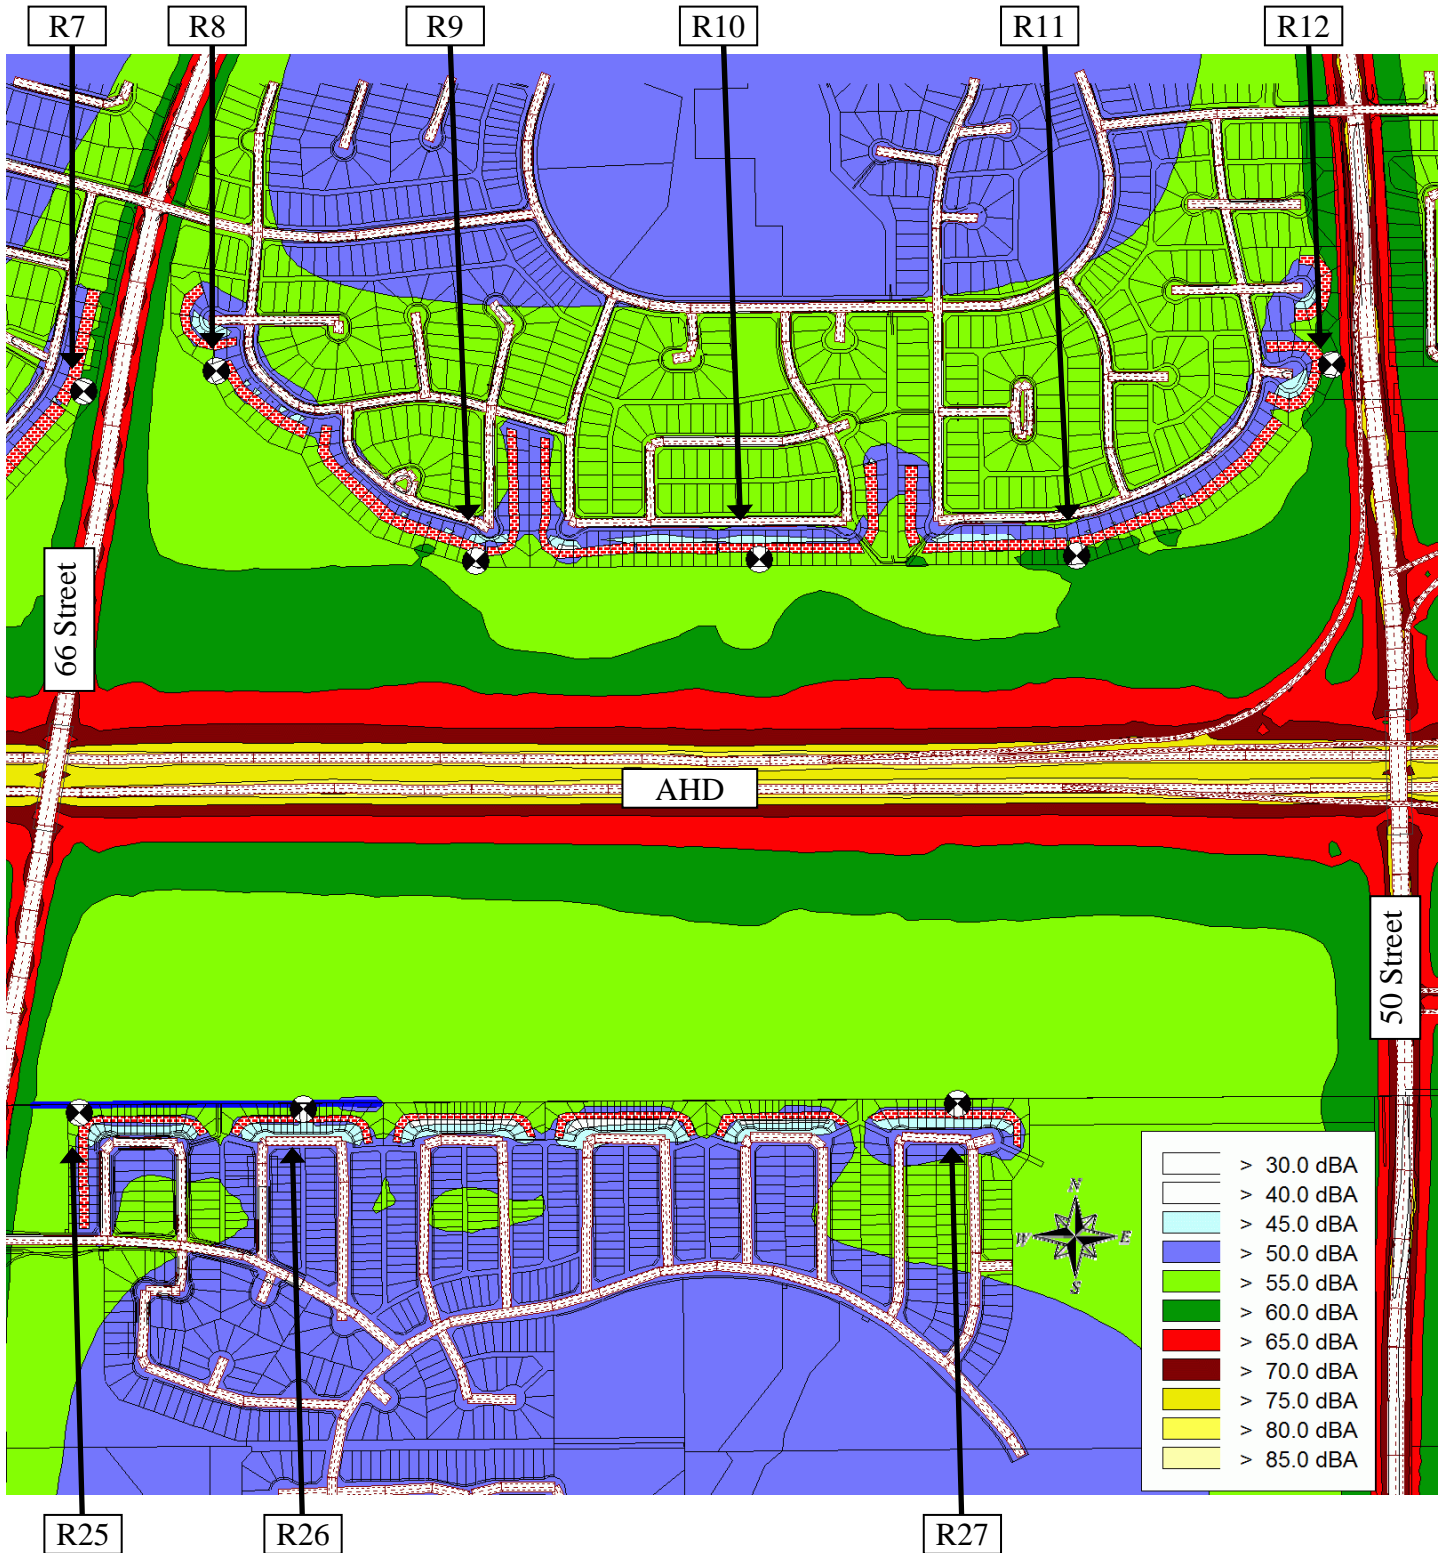 R7
R8
R9
R10
R11
R12
66 Street
AHD
50 Street
> 30.0 dBA
> 40.0 dBA
> 45.0 dBA
> 50.0 dBA
> 55.0 dBA
> 60.0 dBA
> 65.0 dBA
> 70.0 dBA
> 75.0 dBA
> 80.0 dBA
> 85.0 dBA
N
W
E
S
R25
R26
R27